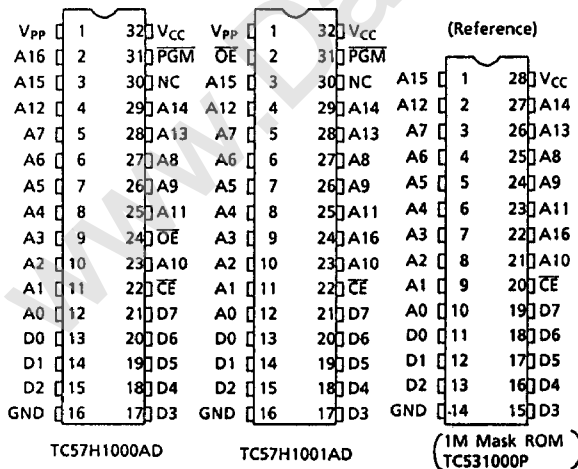 (Reference)
VPP 1 32 VCC VPP 1 32 VCC
A16 2 31 PGM OE 2 31 PGM
A15 3 30 NC A15 3 30 NC A15 1 28 VCC
A12 4 29 A14 A12 4 29 A14 A12 2 27 A14
A7 5 28 A13 A7 5 28 A13 A7 3 26 A13
A6 6 27 A8 A6 6 27 A8 A6 4 25 A8
A5 7 26 A9 A5 7 26 A9 A5 5 24 A9
A4 8 25 A11 A4 8 25 A11 A4 6 23 A11
A3 9 24 OE A3 9 24 A16 A3 7 22 A16
A2 10 23 A10 A2 10 23 A10 A2 8 21 A10
A1 11 22 CE A1 11 22 CE A1 9 20 CE
A0 12 21 D7 A0 12 21 D7 A0 10 19 D7
D0 13 20 D6 D0 13 20 D6 D0 11 18 D6
D1 14 19 D5 D1 14 19 D5 D1 12 17 D5
D2 15 18 D4 D2 15 18 D4 D2 13 16 D4
GND 16 17 D3 GND 16 17 D3 GND 14 15 D3
TC57H1000AD TC57H1001AD (1M Mask ROM
TC531000P)
www.Da